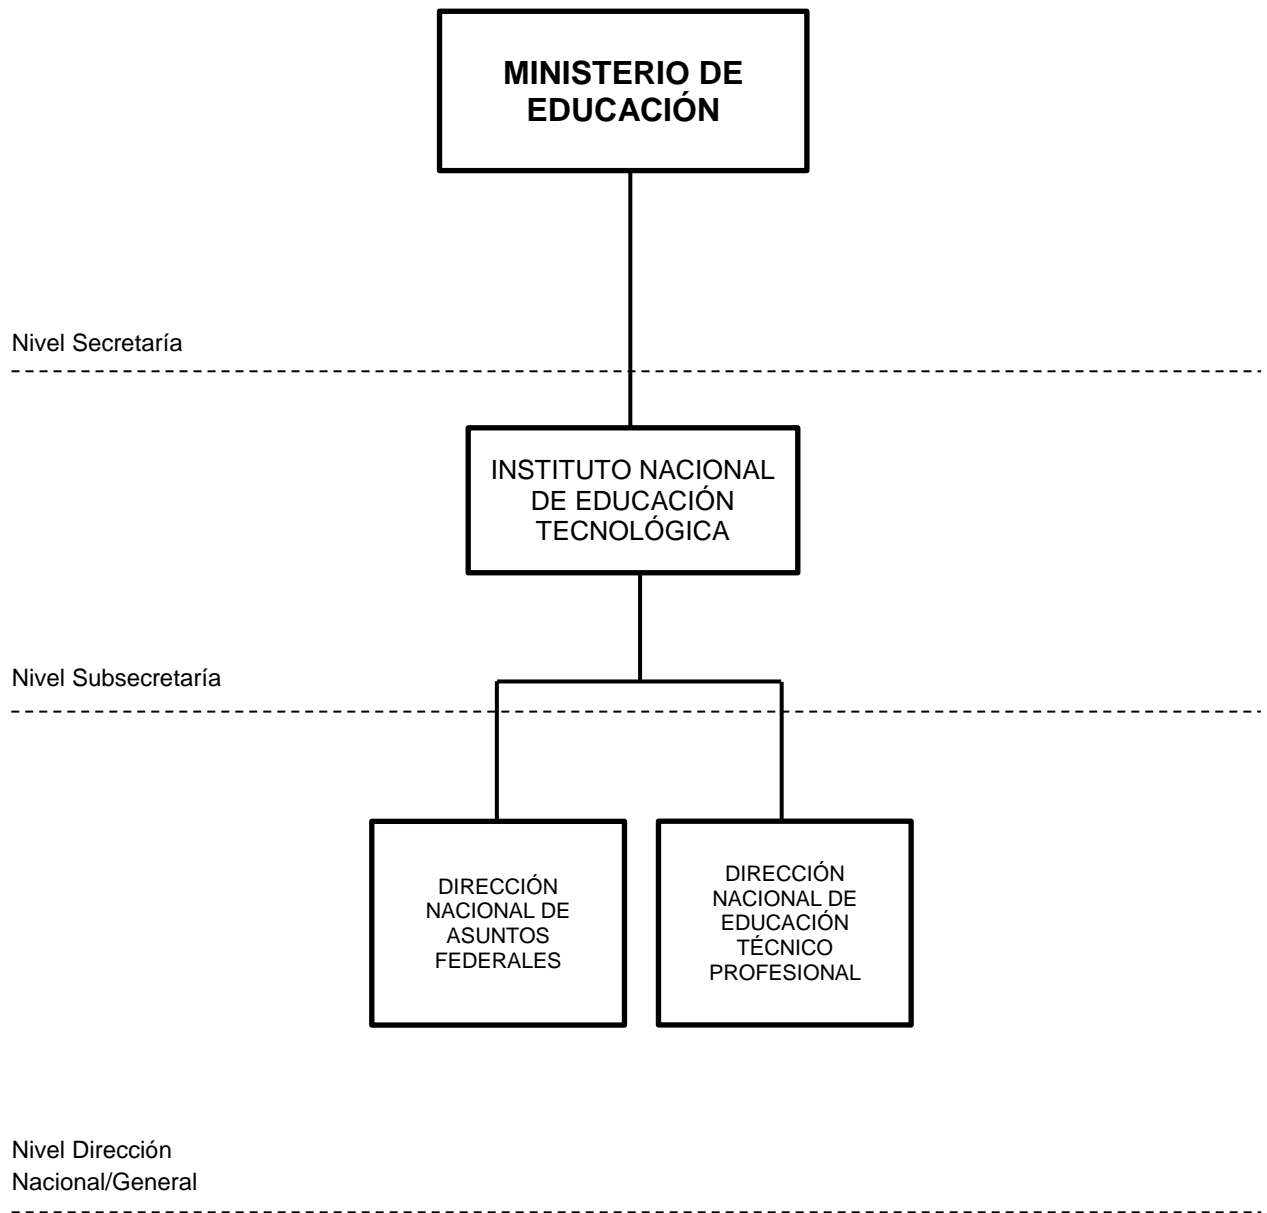 MINISTERIO DE
EDUCACIÓN
Nivel Secretaría
INSTITUTO NACIONAL
DE EDUCACIÓN
TECNOLÓGICA
Nivel Subsecretaría
DIRECCIÓN
NACIONAL DE
ASUNTOS
FEDERALES
DIRECCIÓN
NACIONAL DE
EDUCACIÓN
TÉCNICO
PROFESIONAL
Nivel Dirección
Nacional/General